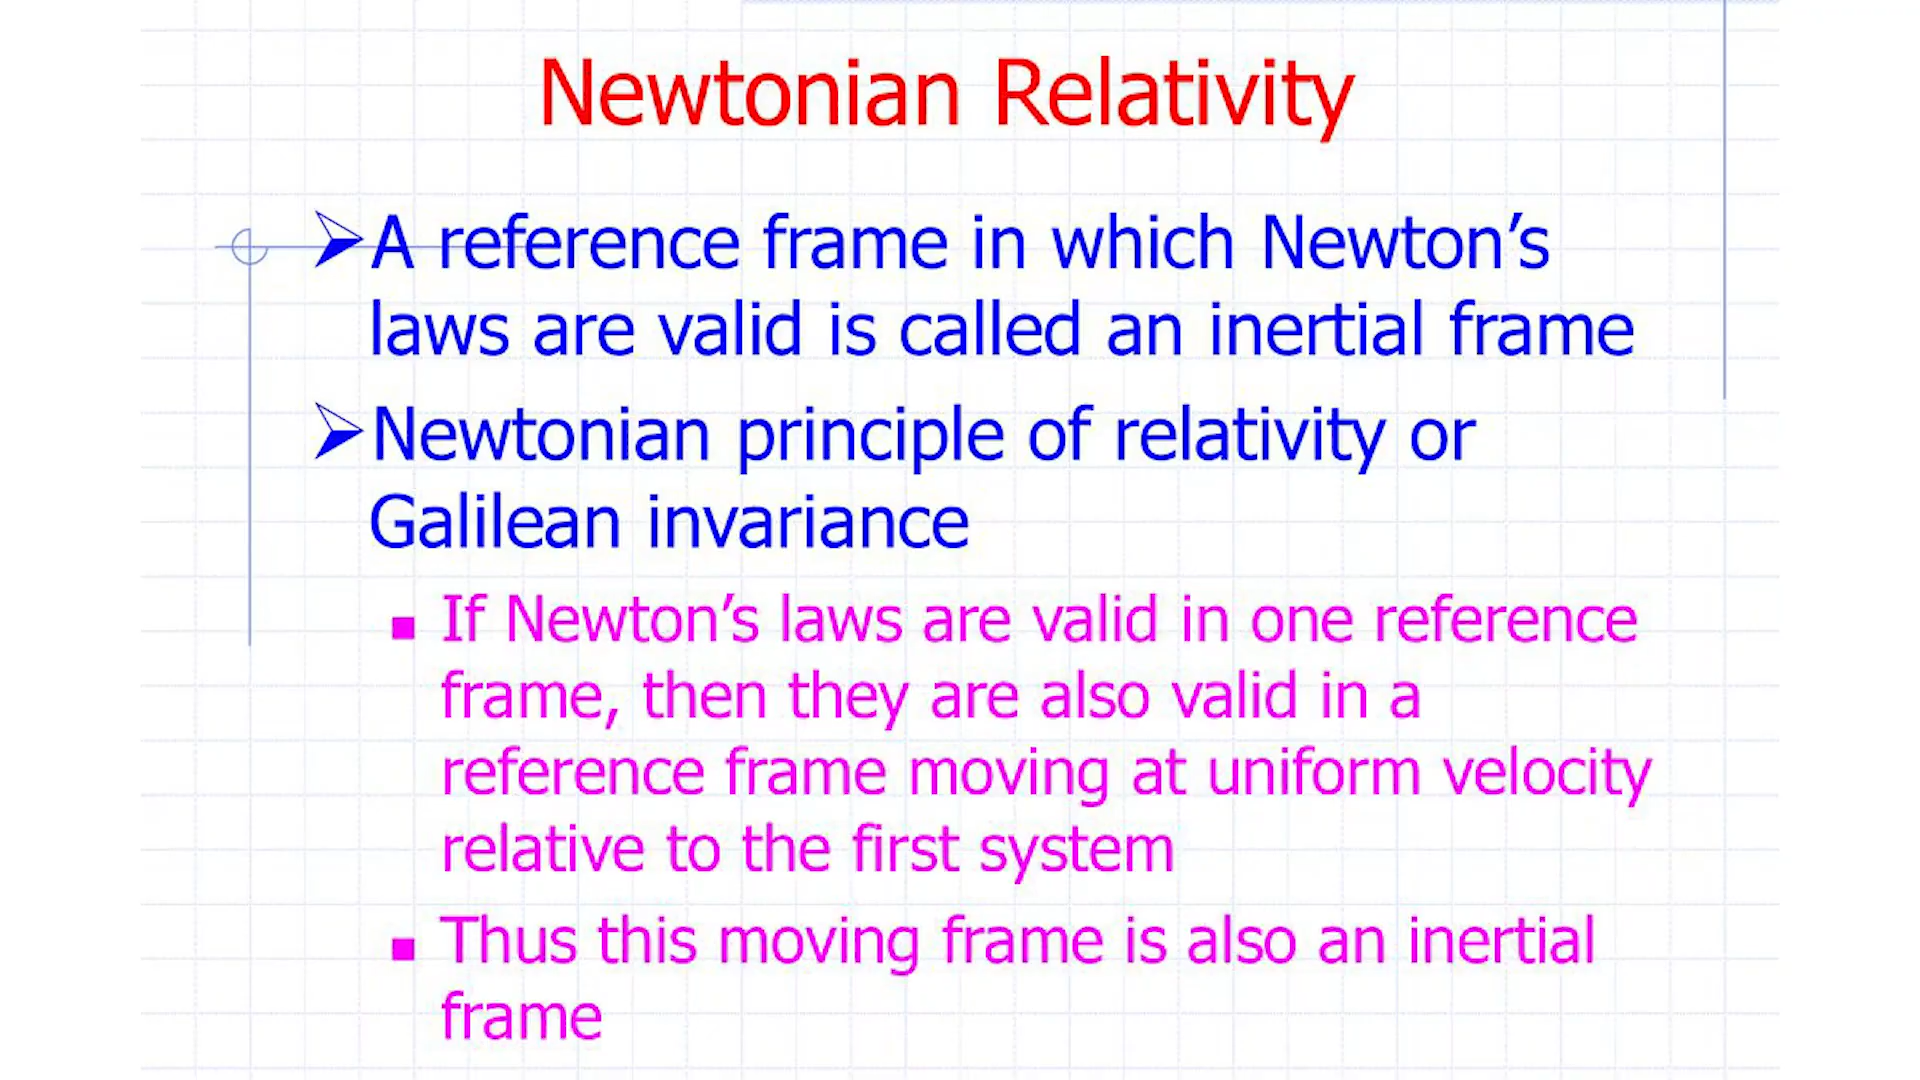 Newtonian Relativity
A reference frame in which Newton’s
laws are valid is called an inertial frame
Newtonian principle of relativity or
Galilean invariance
If Newton’s laws are valid in one reference
frame, then they are also valid in a
reference frame moving at uniform velocity
relative to the first system
Thus this moving frame is also an inertial
frame